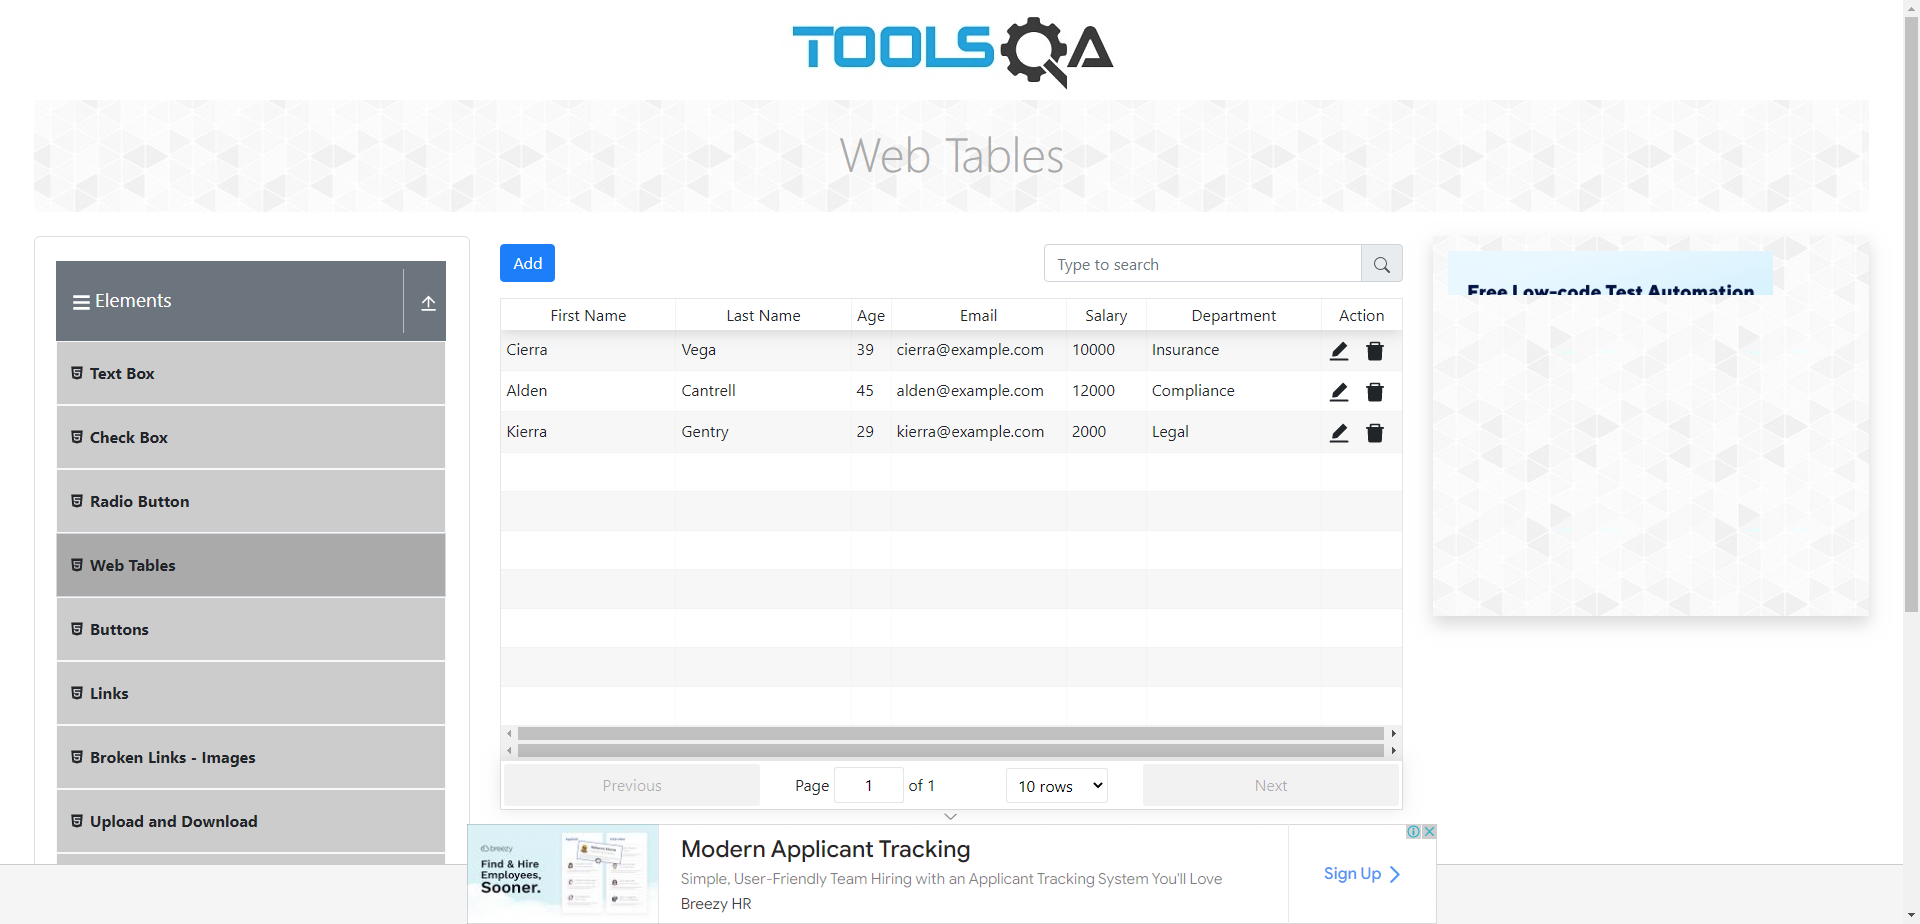 TOOLSQA
Web Tables
Elements
Text Box
Check Box
Radio Button
Web Tables
Buttons
Links
Broken Links - Images
Upload and Download
Add
Type to search
First Name Last Name Age Email Salary Department Action
Cierra Vega 39 cierra@example.com 10000 Insurance
Alden Cantrell 45 alden@example.com 12000 Compliance
Kierra Gentry 29 kierra@example.com 2000 Legal
Previous Page 1 of 1 10 rows Next
Free Low-code Test Automation
breezy
Find & Hire
Employees,
Sooner.
Modern Applicant Tracking
Simple, User-Friendly Team Hiring with an Applicant Tracking System You'll Love
Breezy HR
Sign Up